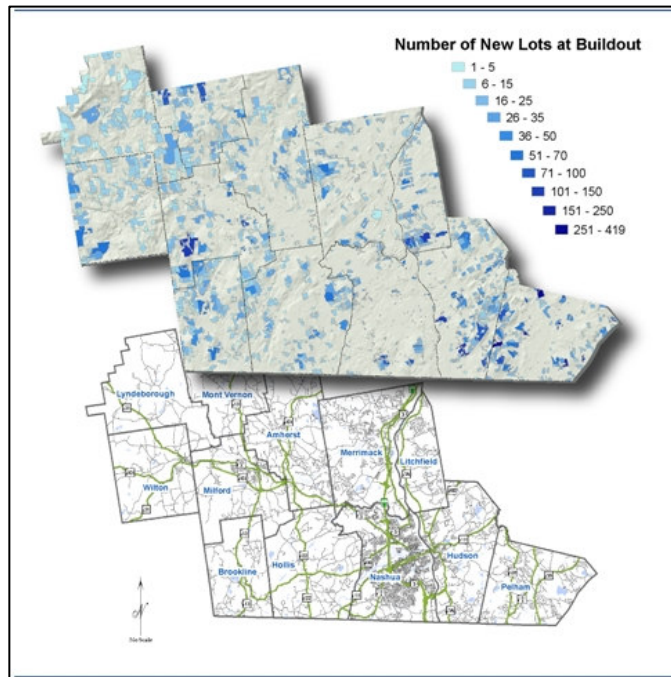 Number of New Lots at Buildout
1 - 5
6 - 15
16 - 25
26 - 35
36 - 50
51 - 70
71 - 100
101 - 150
151 - 250
251 - 419
Lyndeborough
Mont Vernon
Amherst
Merrimack
Litchfield
Wilton
Milford
Brookline
Hollis
Nashua
Hudson
Pelham
N
No Scale